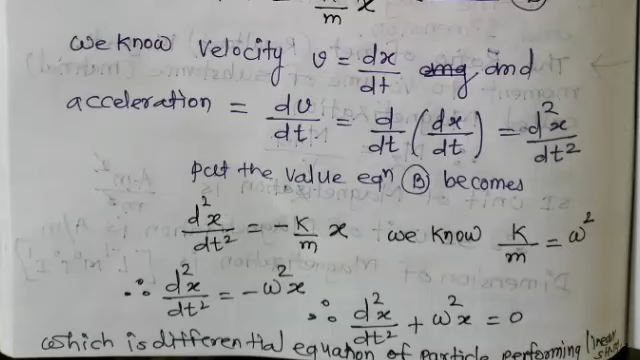 K/m x (B)
we know velocity v = dx/dt and
acceleration = dv/dt = d/dt (dx/dt) = d²x/dt²
put the value eqⁿ (B) becomes
d²x/dt² = -K/m x we know K/m = ω²
∴ d²x/dt² = -ω²x ∴ d²x/dt² + ω²x = 0
which is differential equation of particle performing linear